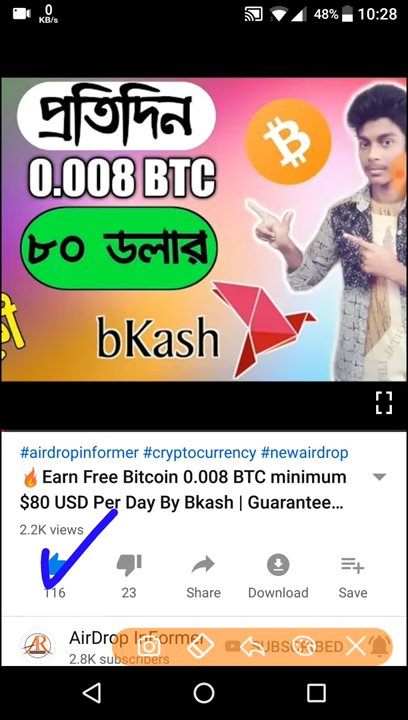 0
KB/s
48%
10:28
প্রতিদিন
0.008 BTC
৮০ ডলার
bKash
#airdropinformer #cryptocurrency #newairdrop
🔥Earn Free Bitcoin 0.008 BTC minimum
$80 USD Per Day By Bkash | Guarantee...
2.2K views
116
23
Share
Download
Save
AirDrop InFormer
SUBSCRIBED
2.8K subscribers